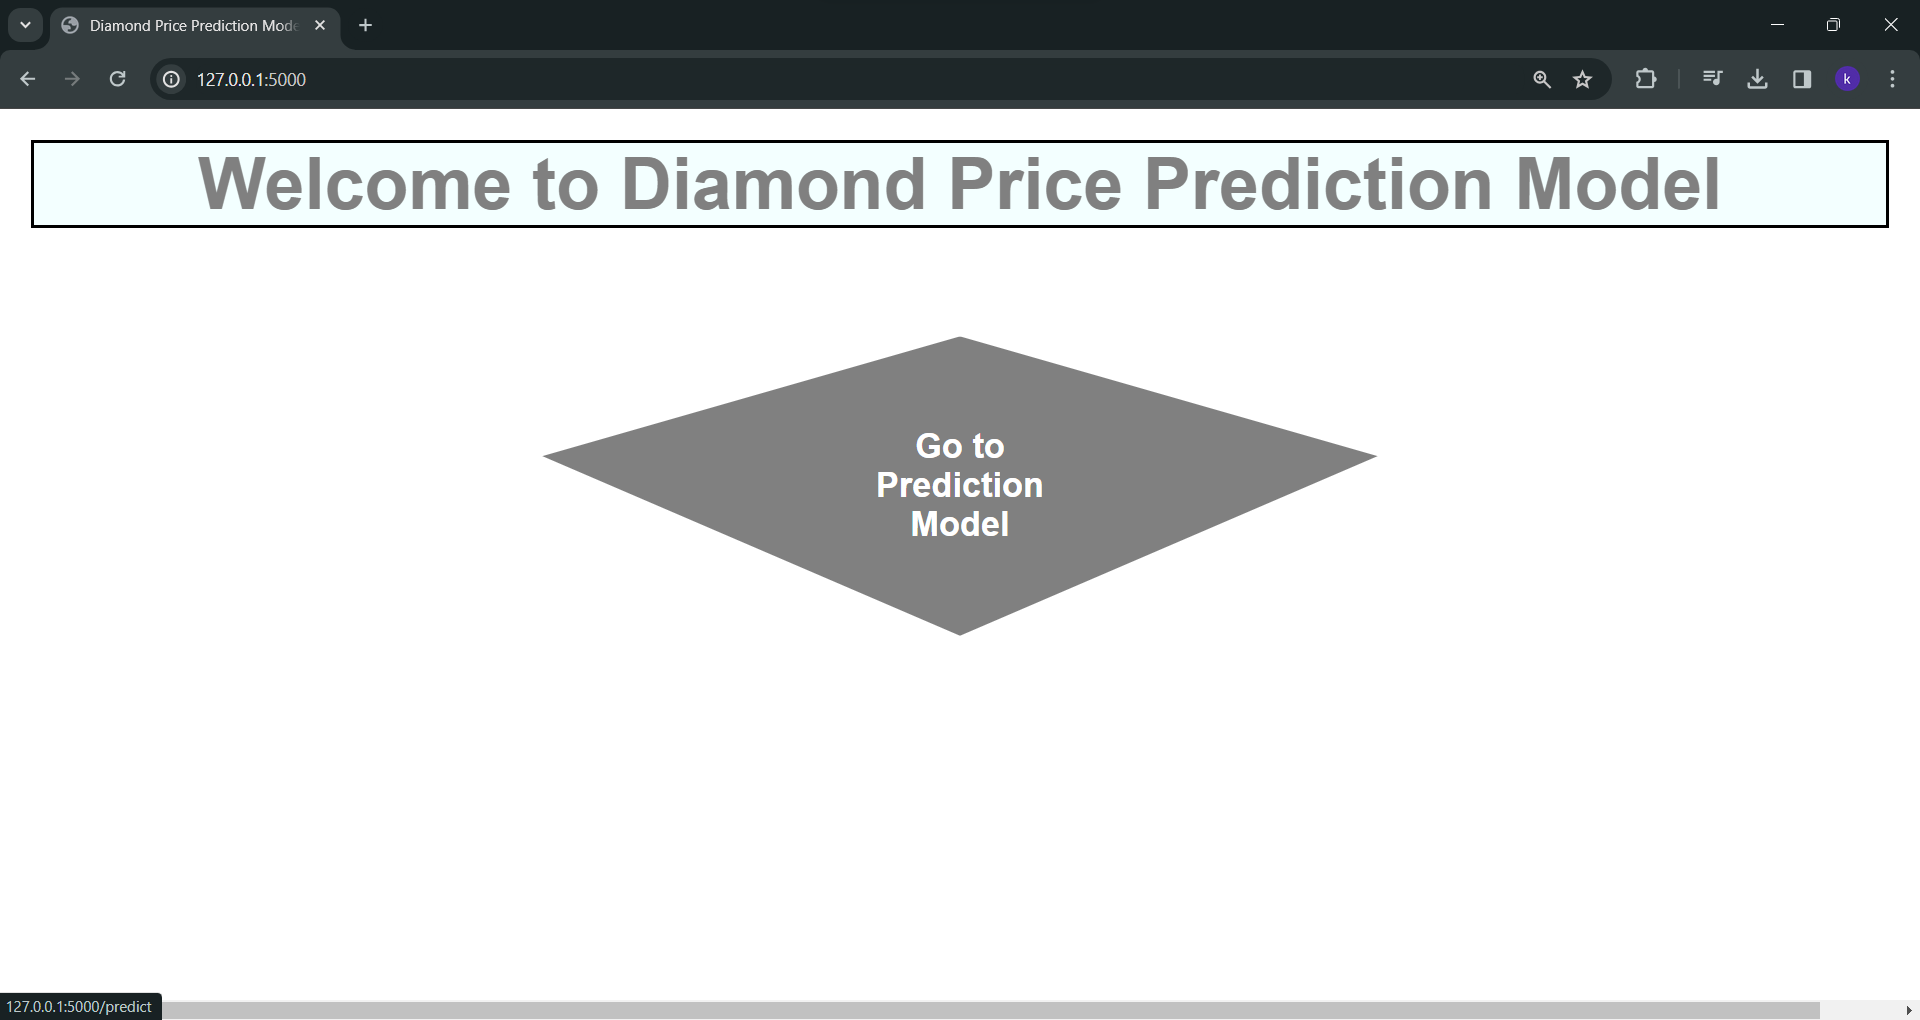 Diamond Price Prediction Mode
127.0.0.1:5000
k
Welcome to Diamond Price Prediction Model
Go to
Prediction
Model
127.0.0.1:5000/predict